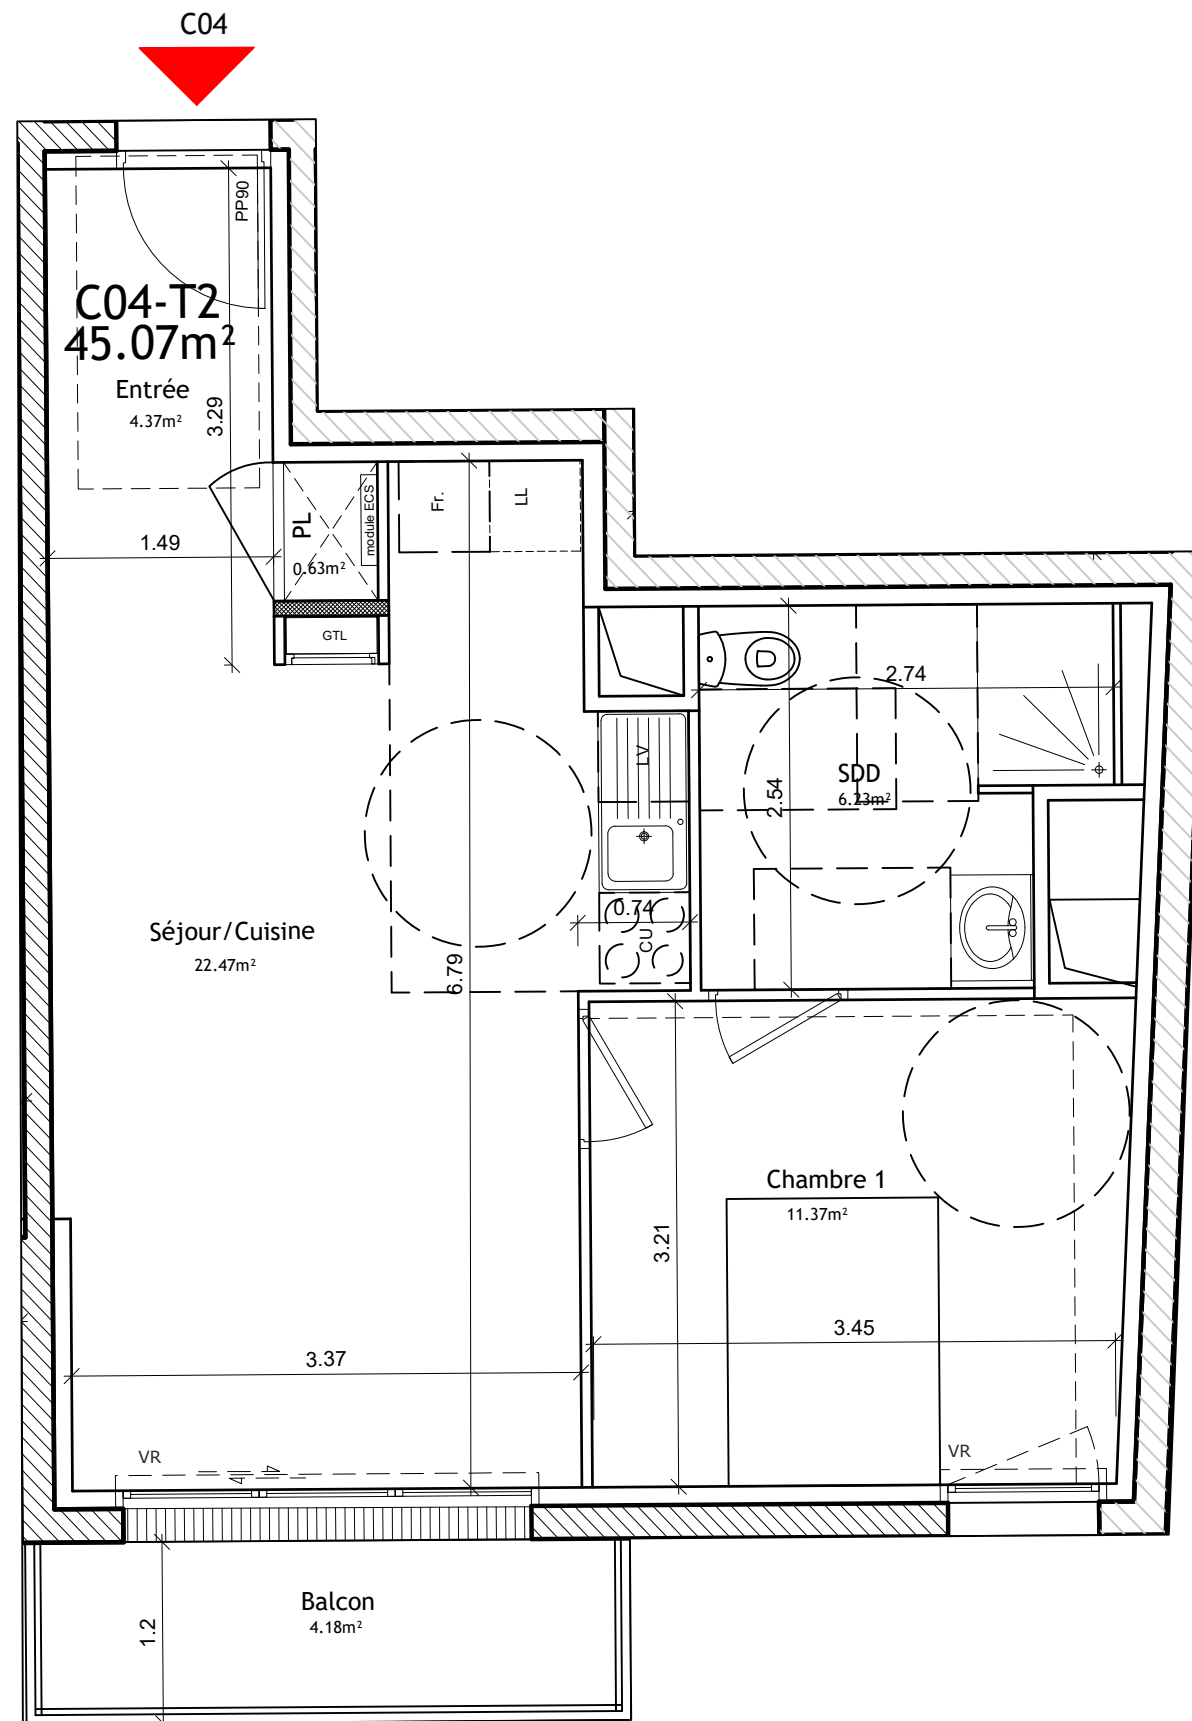 C04
PP90
C04-T2
45.07m²
Entrée
4.37m²
3.29
1.49
PL
0.63m²
module ECS
Fr.
LL
GTL
2.74
LV
2.54
SDD
6.23m²
0.74
CU
Séjour/Cuisine
22.47m²
6.79
Chambre 1
11.37m²
3.21
3.45
3.37
VR
VR
Balcon
4.18m²
1.2